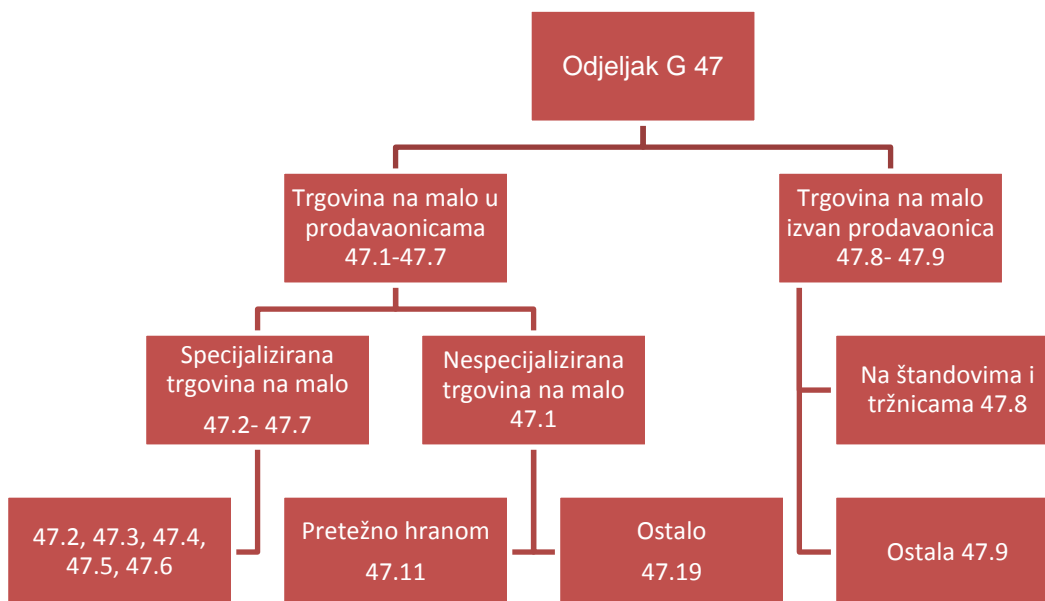 Odjeljak G 47
Trgovina na malo u
prodavaonicama
47.1-47.7
Trgovina na malo
izvan prodavaonica
47.8- 47.9
Specijalizirana
trgovina na malo
47.2- 47.7
Nespecijalizirana
trgovina na malo
47.1
Na štandovima i
tržnicama 47.8
47.2, 47.3, 47.4,
47.5, 47.6
Pretežno hranom
47.11
Ostalo
47.19
Ostala 47.9